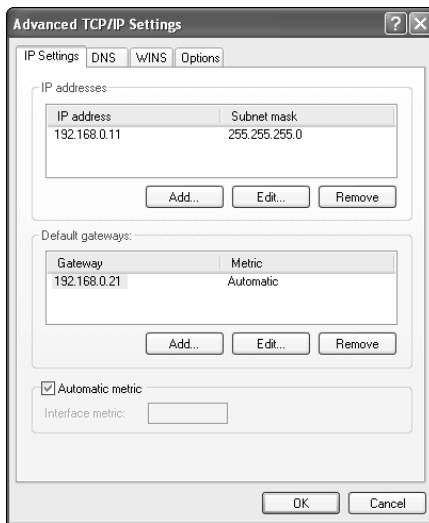 Advanced TCP/IP Settings
IP Settings DNS WINS Options
IP addresses
IP address Subnet mask
192.168.0.11 255.255.255.0
Add... Edit... Remove
Default gateways:
Gateway Metric
192.168.0.21 Automatic
Add... Edit... Remove
Automatic metric
Interface metric:
OK Cancel